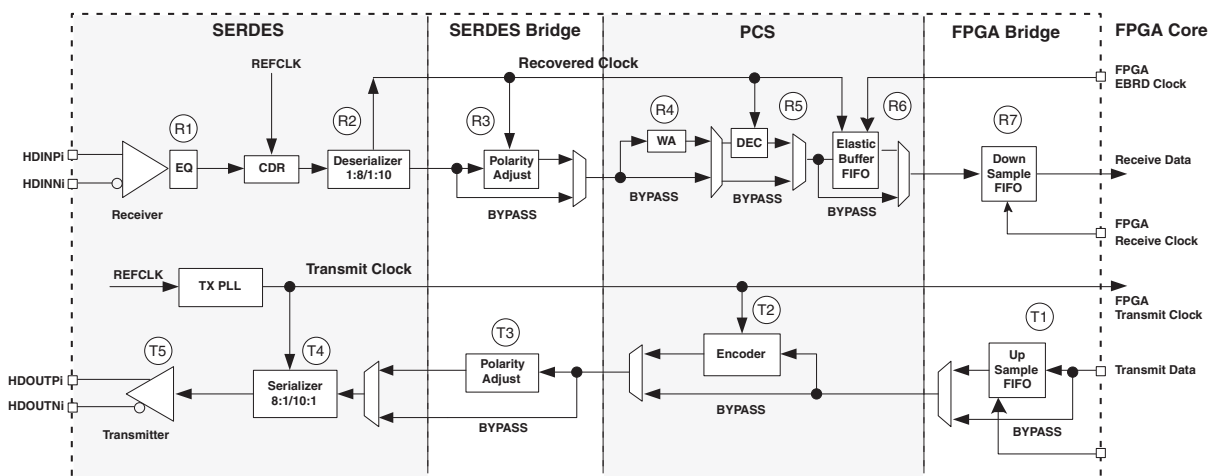 SERDES
SERDES Bridge
PCS
FPGA Bridge
FPGA Core
REFCLK
Recovered Clock
FPGA
EBRD Clock
R1
R2
R3
R4
R5
R6
R7
HDINPi
HDINNi
EQ
CDR
Deserializer
1:8/1:10
Polarity
Adjust
WA
DEC
Elastic
Buffer
FIFO
Down
Sample
FIFO
Receive Data
Receiver
BYPASS
BYPASS
BYPASS
BYPASS
FPGA
Receive Clock
REFCLK
TX PLL
Transmit Clock
FPGA
Transmit Clock
T5
T4
T3
T2
T1
HDOUTPi
HDOUTNi
Serializer
8:1/10:1
Polarity
Adjust
Encoder
Up
Sample
FIFO
Transmit Data
Transmitter
BYPASS
BYPASS
BYPASS